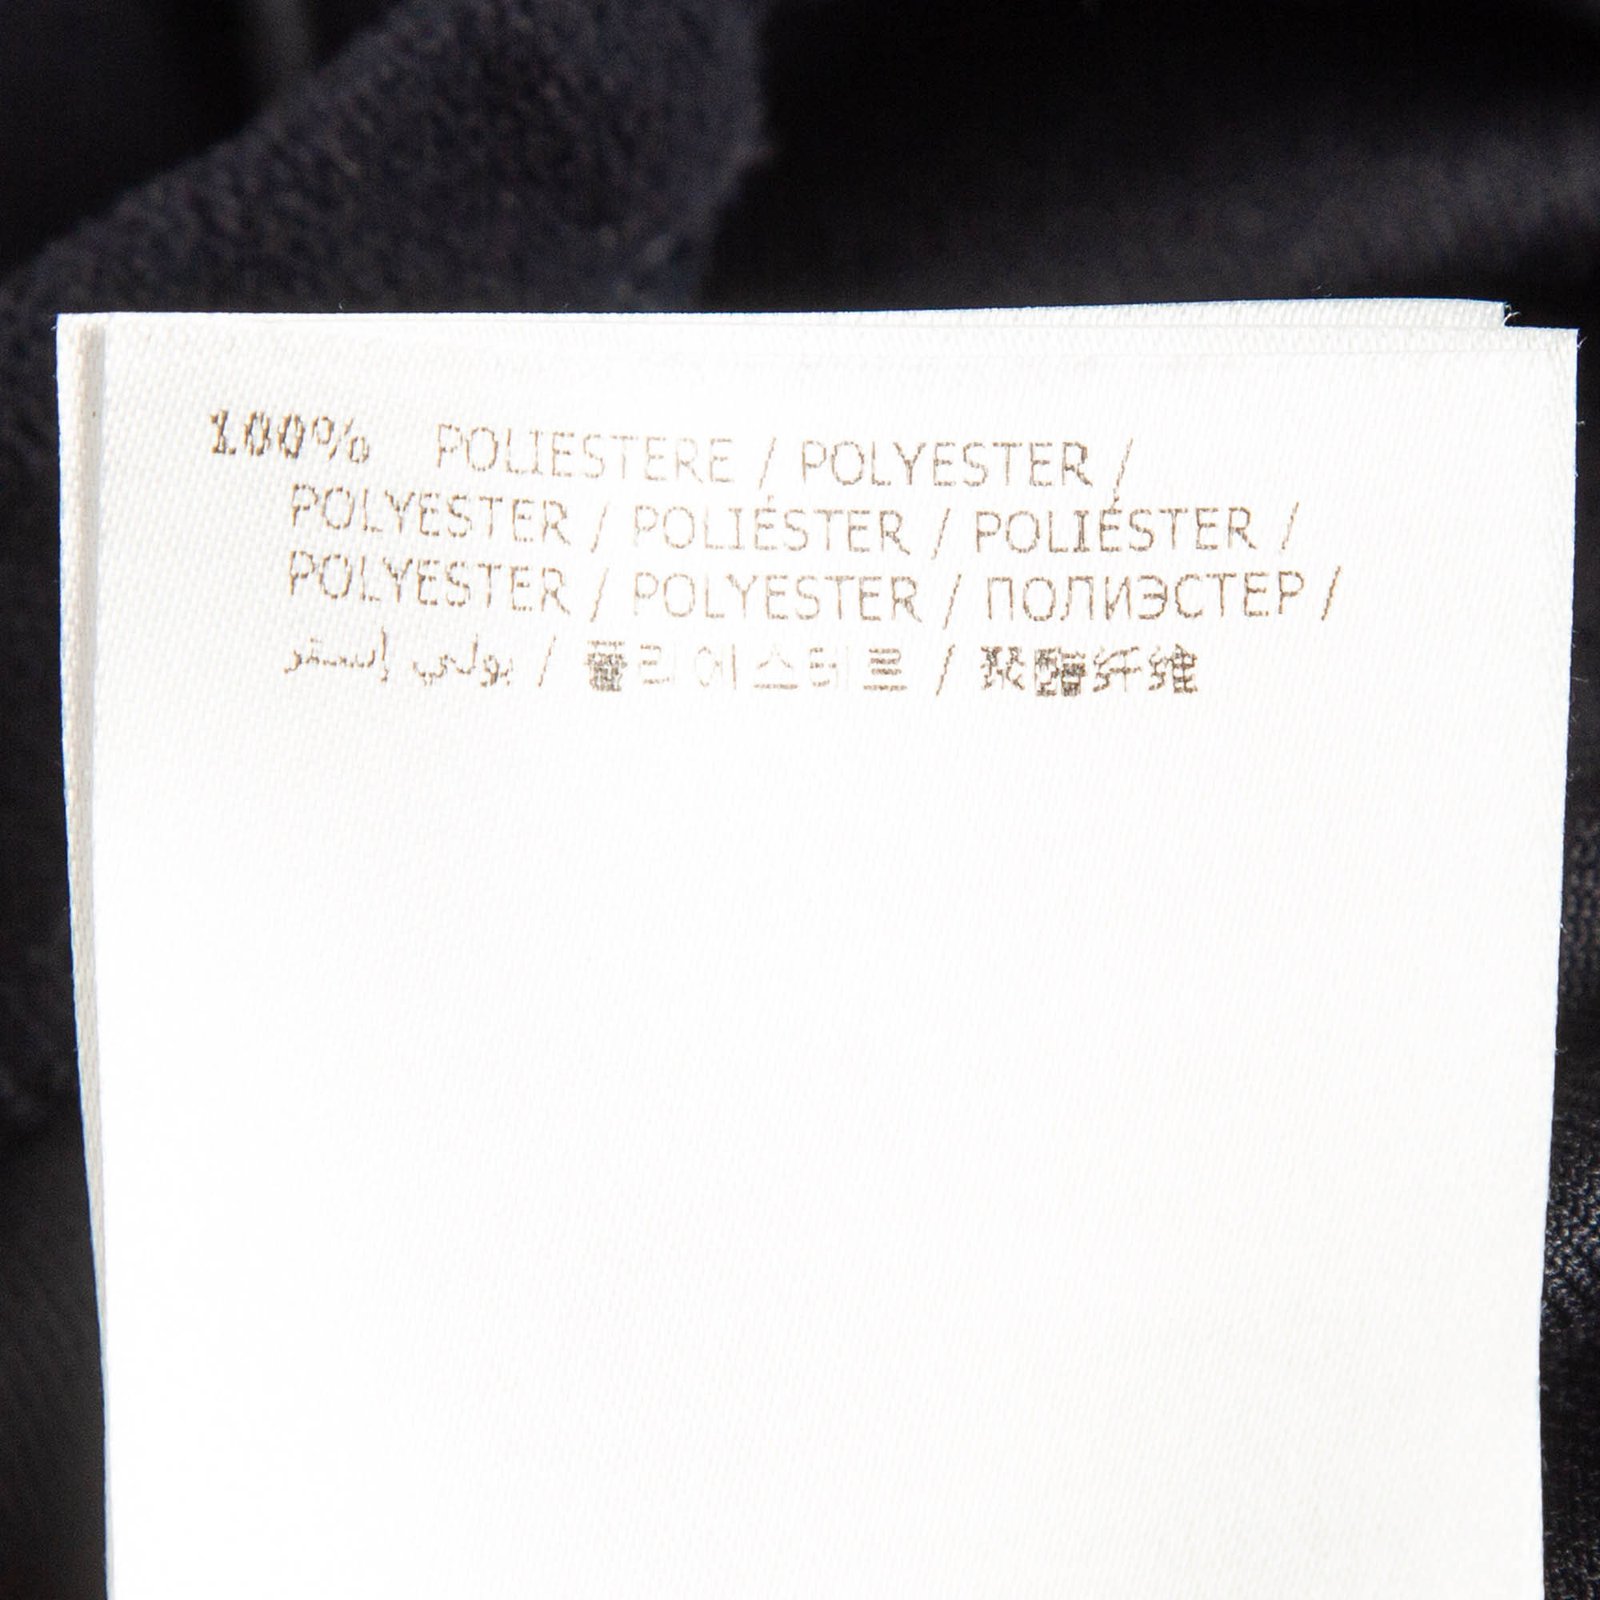 100% POLIESTERE / POLYESTER /
POLYESTER / POLIÉSTER / POLIÉSTER /
POLYESTER / POLYESTER / ПОЛИЭСТЕР /
بولي إستر / 폴리에스테르 / 聚酯纤维